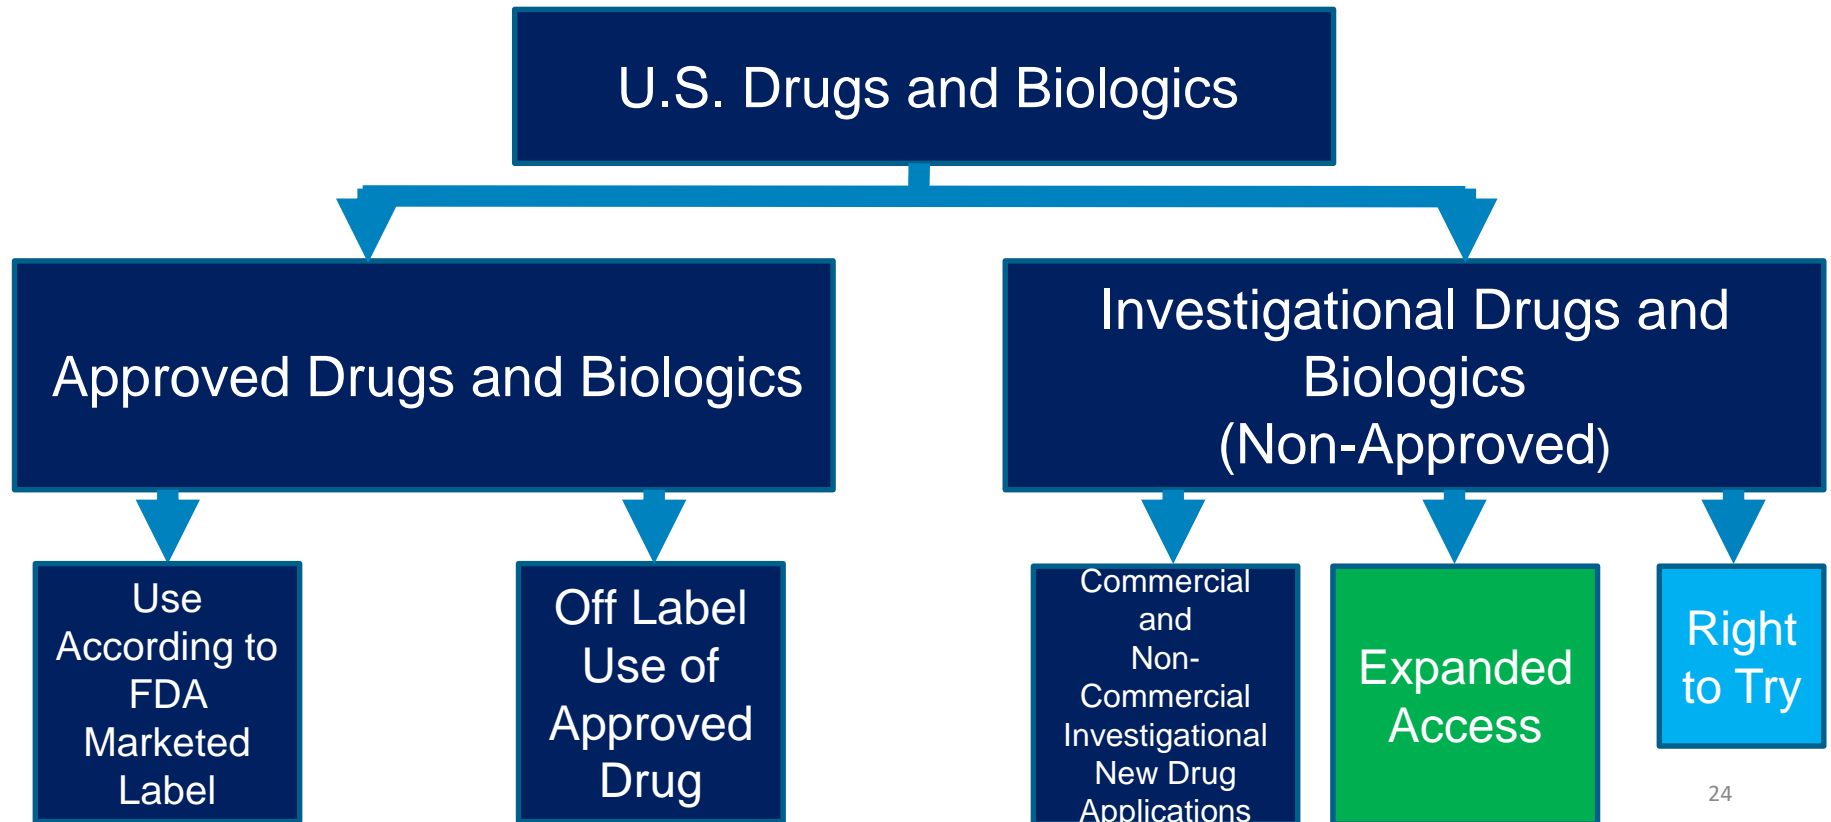 U.S. Drugs and Biologics
Approved Drugs and Biologics
Investigational Drugs and
Biologics
(Non-Approved)
Use
According to
FDA
Marketed
Label
Off Label
Use of
Approved
Drug
Commercial
and
Non-
Commercial
Investigational
New Drug
Applications
Expanded
Access
Right
to Try
24